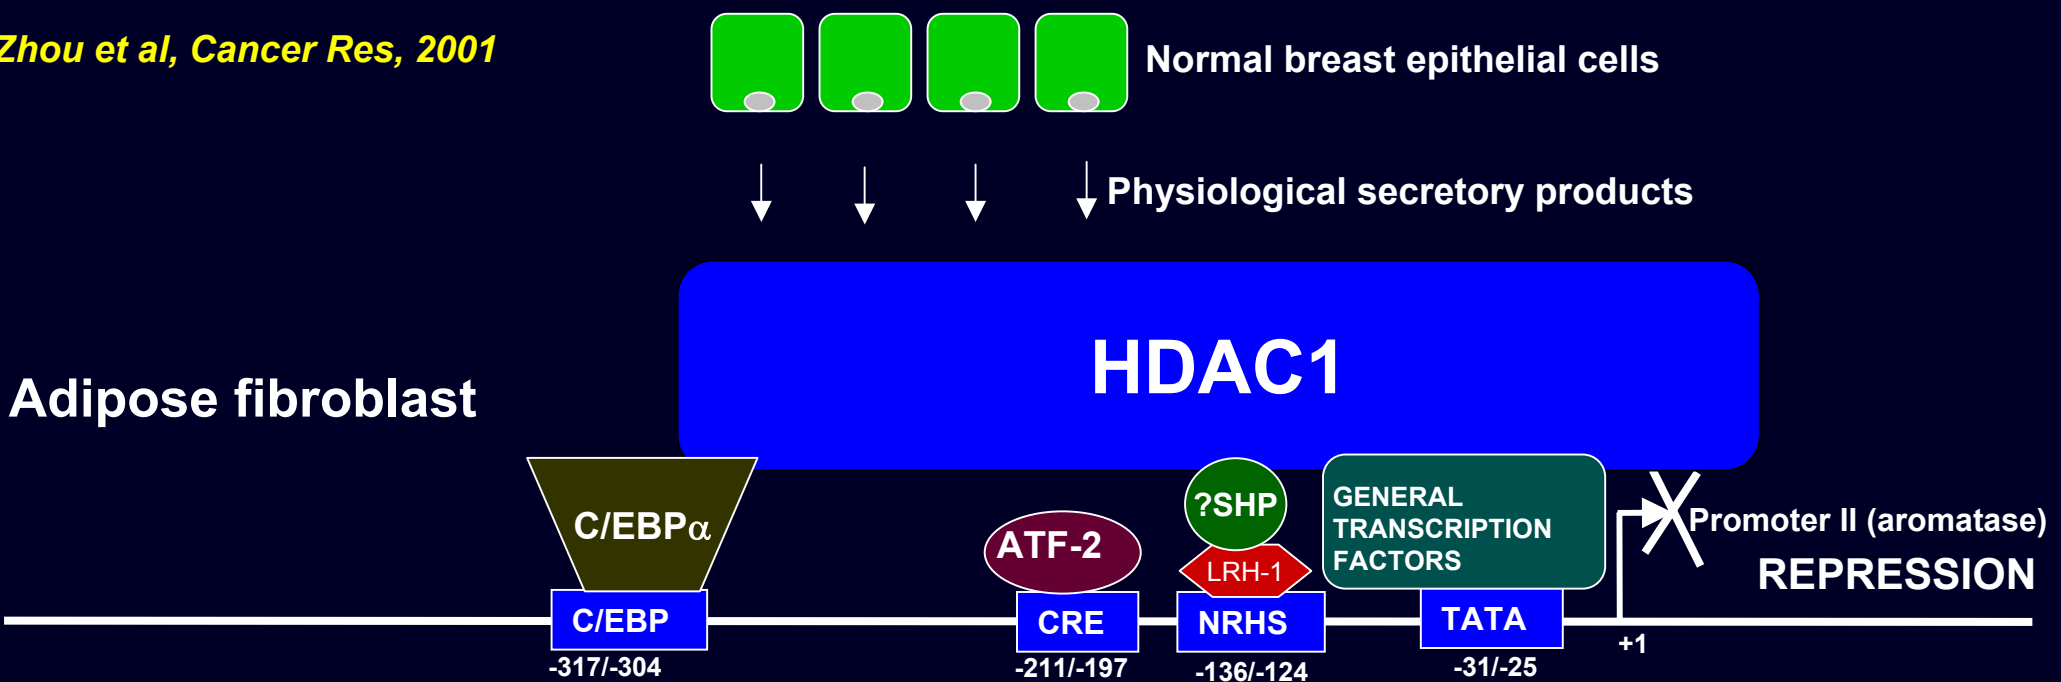 Zhou et al, Cancer Res, 2001
Normal breast epithelial cells
Physiological secretory products
HDAC1
Adipose fibroblast
C/EBPα
ATF-2
?SHP
LRH-1
GENERAL
TRANSCRIPTION
FACTORS
Promoter II (aromatase)
REPRESSION
C/EBP
CRE
NRHS
TATA
+1
-317/-304
-211/-197
-136/-124
-31/-25